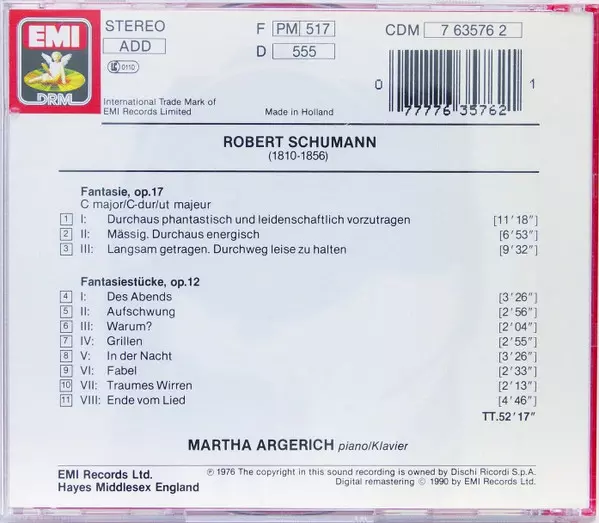 EMI
DRM
STEREO
ADD
0110
F PM 517
D 555
CDM 7 63576 2
0 77776 35762 1
International Trade Mark of
EMI Records Limited
Made in Holland
ROBERT SCHUMANN
(1810-1856)
Fantasie, op.17
C major/C-dur/ut majeur
1 I: Durchaus phantastisch und leidenschaftlich vorzutragen [11'18"]
2 II: Mässig. Durchaus energisch [6'53"]
3 III: Langsam getragen. Durchweg leise zu halten [9'32"]
Fantasiestücke, op.12
4 I: Des Abends [3'26"]
5 II: Aufschwung [2'56"]
6 III: Warum? [2'04"]
7 IV: Grillen [2'55"]
8 V: In der Nacht [3'26"]
9 VI: Fabel [2'33"]
10 VII: Traumes Wirren [2'13"]
11 VIII: Ende vom Lied [4'46"]
TT.52'17"
MARTHA ARGERICH piano/Klavier
EMI Records Ltd.
Hayes Middlesex England
℗ 1976 The copyright in this sound recording is owned by Dischi Ricordi S.p.A.
Digital remastering © 1990 by EMI Records Ltd.